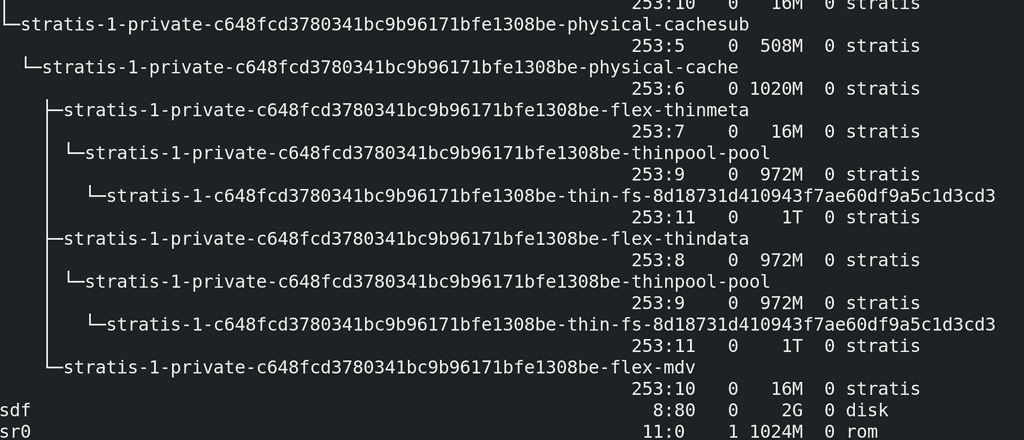 253:10 0 16M 0 stratis
└─stratis-1-private-c648fcd3780341bc9b96171bfe1308be-physical-cachesub
253:5 0 508M 0 stratis
└─stratis-1-private-c648fcd3780341bc9b96171bfe1308be-physical-cache
253:6 0 1020M 0 stratis
├─stratis-1-private-c648fcd3780341bc9b96171bfe1308be-flex-thinmeta
253:7 0 16M 0 stratis
└─stratis-1-private-c648fcd3780341bc9b96171bfe1308be-thinpool-pool
253:9 0 972M 0 stratis
└─stratis-1-c648fcd3780341bc9b96171bfe1308be-thin-fs-8d18731d410943f7ae60df9a5c1d3cd3
253:11 0 1T 0 stratis
├─stratis-1-private-c648fcd3780341bc9b96171bfe1308be-flex-thindata
253:8 0 972M 0 stratis
└─stratis-1-private-c648fcd3780341bc9b96171bfe1308be-thinpool-pool
253:9 0 972M 0 stratis
└─stratis-1-c648fcd3780341bc9b96171bfe1308be-thin-fs-8d18731d410943f7ae60df9a5c1d3cd3
253:11 0 1T 0 stratis
└─stratis-1-private-c648fcd3780341bc9b96171bfe1308be-flex-mdv
253:10 0 16M 0 stratis
sdf 8:80 0 2G 0 disk
sr0 11:0 1 1024M 0 rom